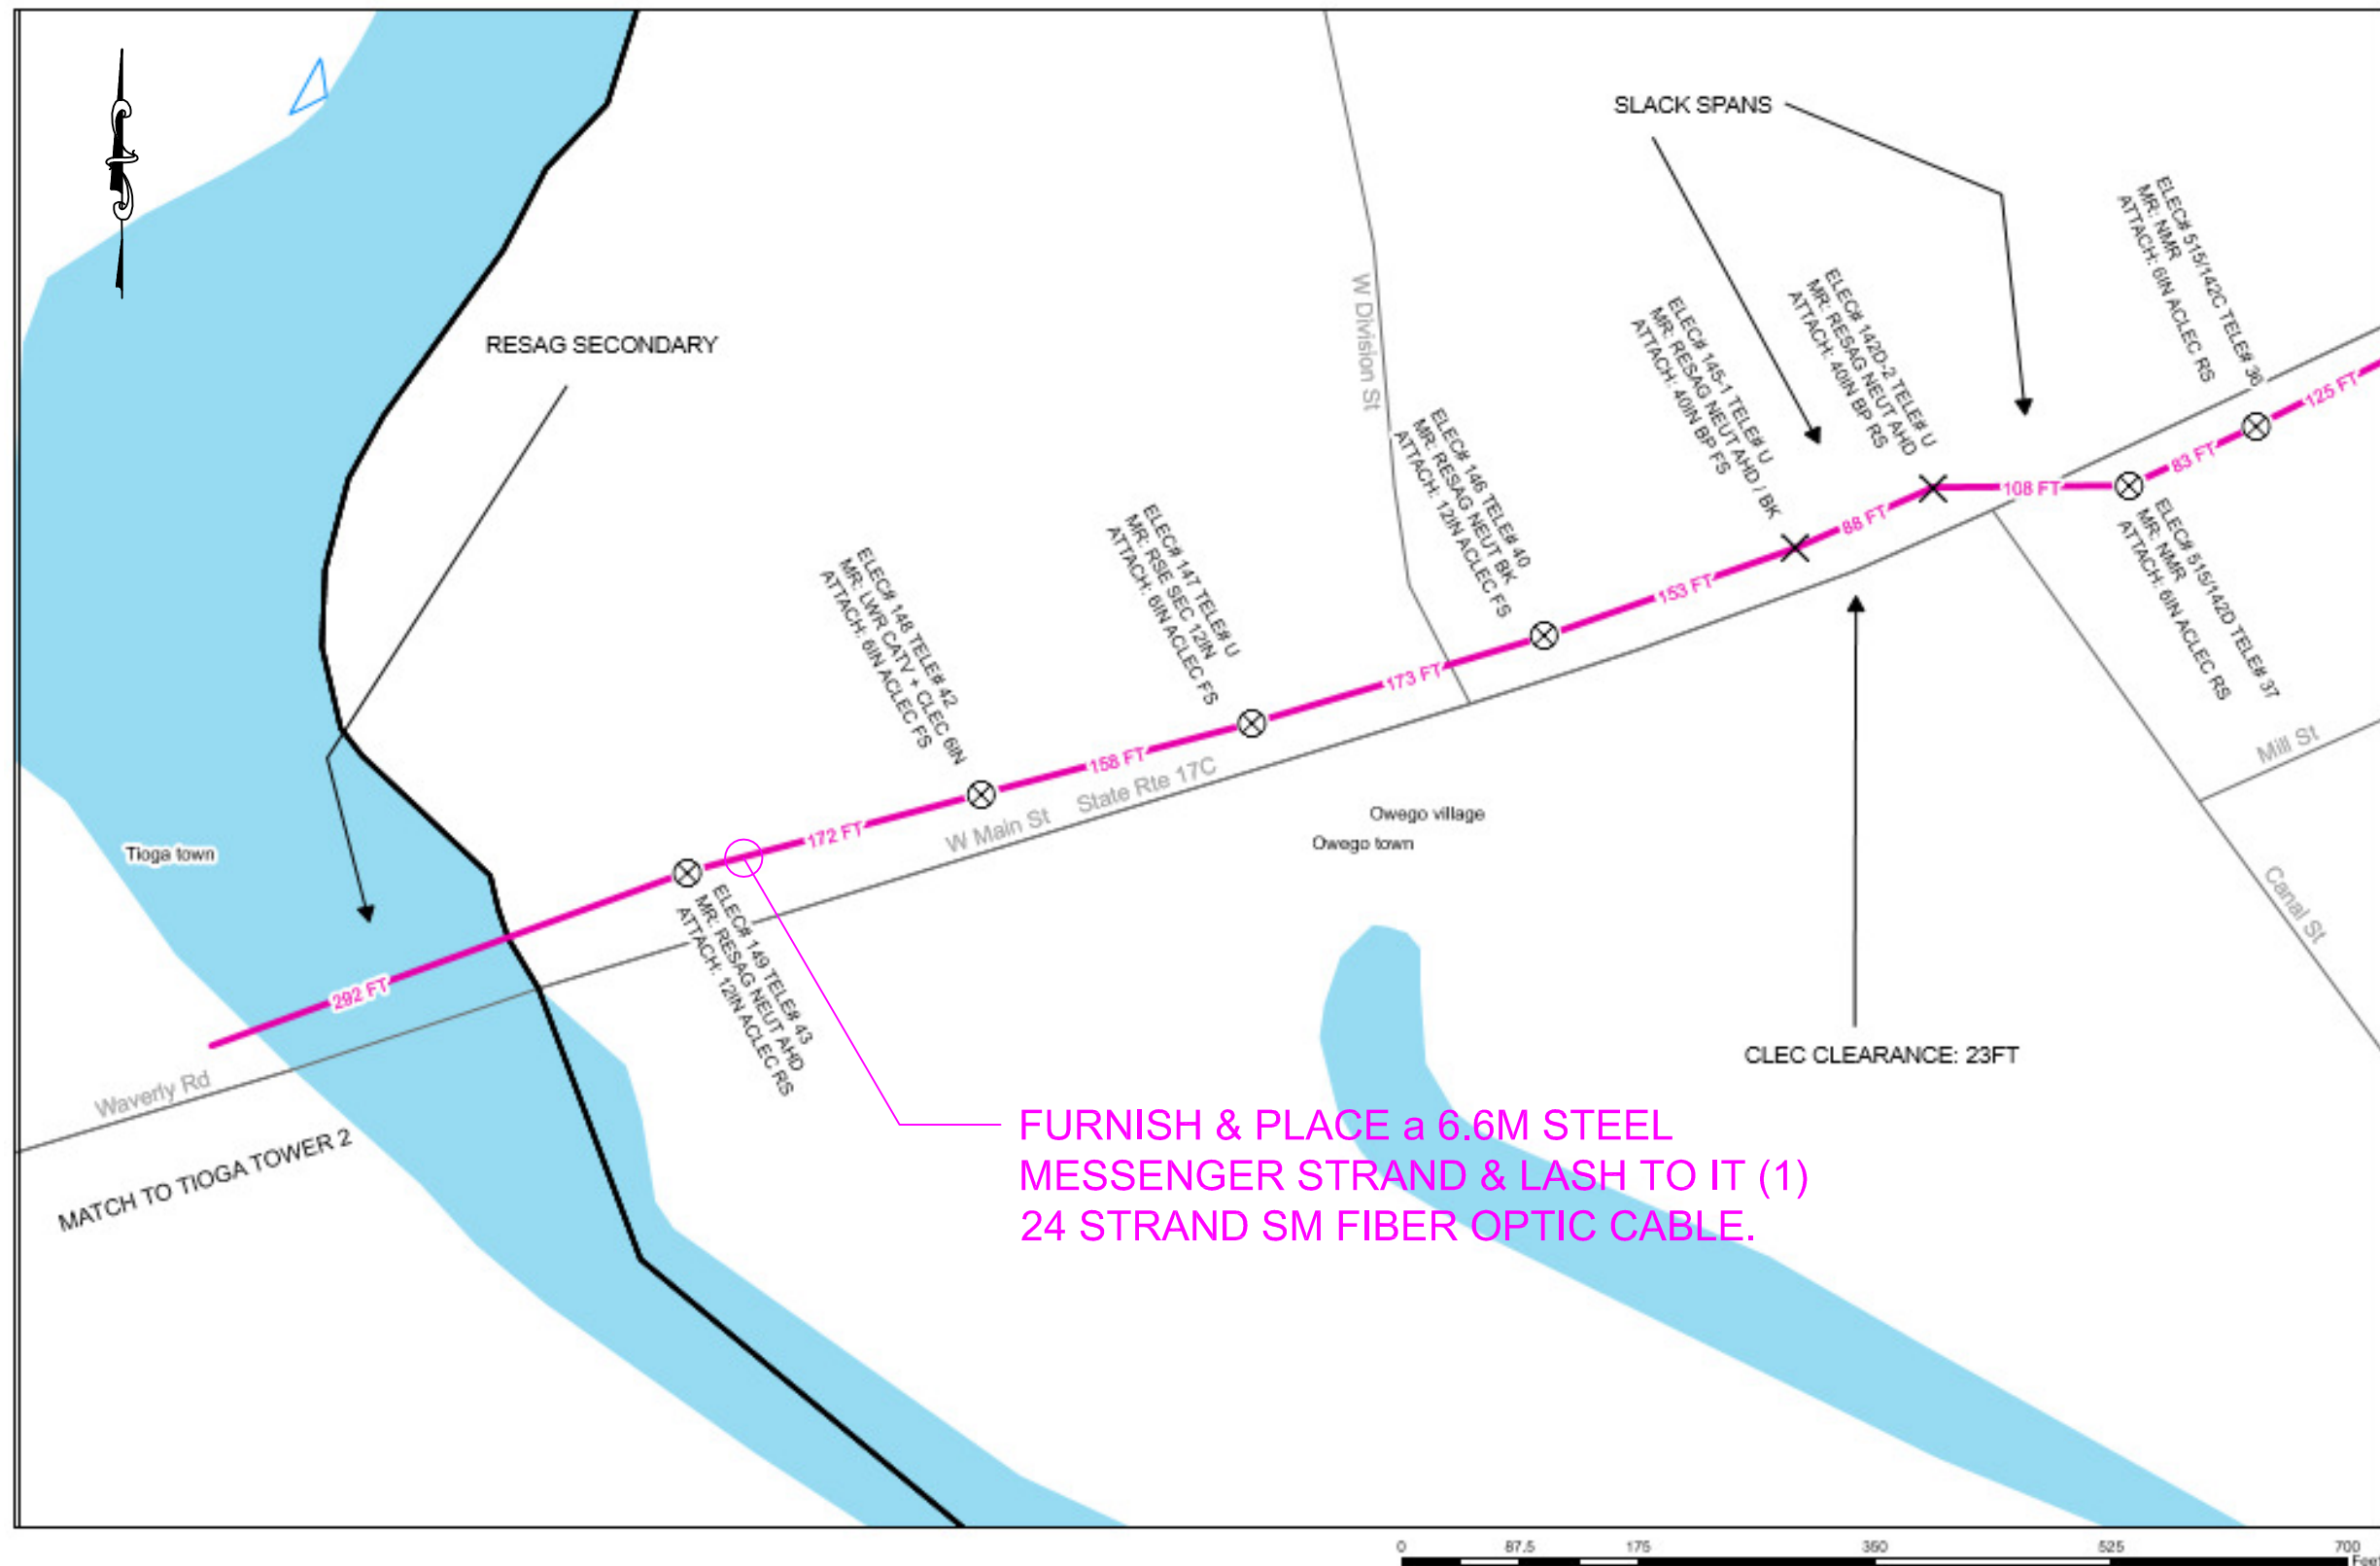 SLACK SPANS
RESAG SECONDARY
W Division St
ELEC# 515/142C TELE# 36
MR: NMR
ATTACH: 6IN ACLEC RS
ELEC# 142D-2 TELE# U
MR: RESAG NEUT AHD
ATTACH: 40IN BP RS
ELEC# 145-1 TELE# U
MR: RESAG NEUT AHD / BK
ATTACH: 40IN BP FS
ELEC# 146 TELE# 40
MR: RESAG NEUT BK
ATTACH: 12IN ACLEC FS
ELEC# 147 TELE# U
MR: RSE SEC 12IN
ATTACH: 6IN ACLEC FS
ELEC# 148 TELE# 42
MR: LWR CATV + CLEC 6IN
ATTACH: 6IN ACLEC FS
125 FT
83 FT
108 FT
88 FT
153 FT
173 FT
158 FT
172 FT
292 FT
ELEC# 515/142D TELE# 37
MR: NMR
ATTACH: 6IN ACLEC RS
ELEC# 149 TELE# 43
MR: RESAG NEUT AHD
ATTACH: 12IN ACLEC RS
W Main St
State Rte 17C
Mill St
Canal St
Owego village
Owego town
Tioga town
Waverly Rd
MATCH TO TIOGA TOWER 2
CLEC CLEARANCE: 23FT
FURNISH & PLACE a 6.6M STEEL
MESSENGER STRAND & LASH TO IT (1)
24 STRAND SM FIBER OPTIC CABLE.
0 87.5 175 350 525 700